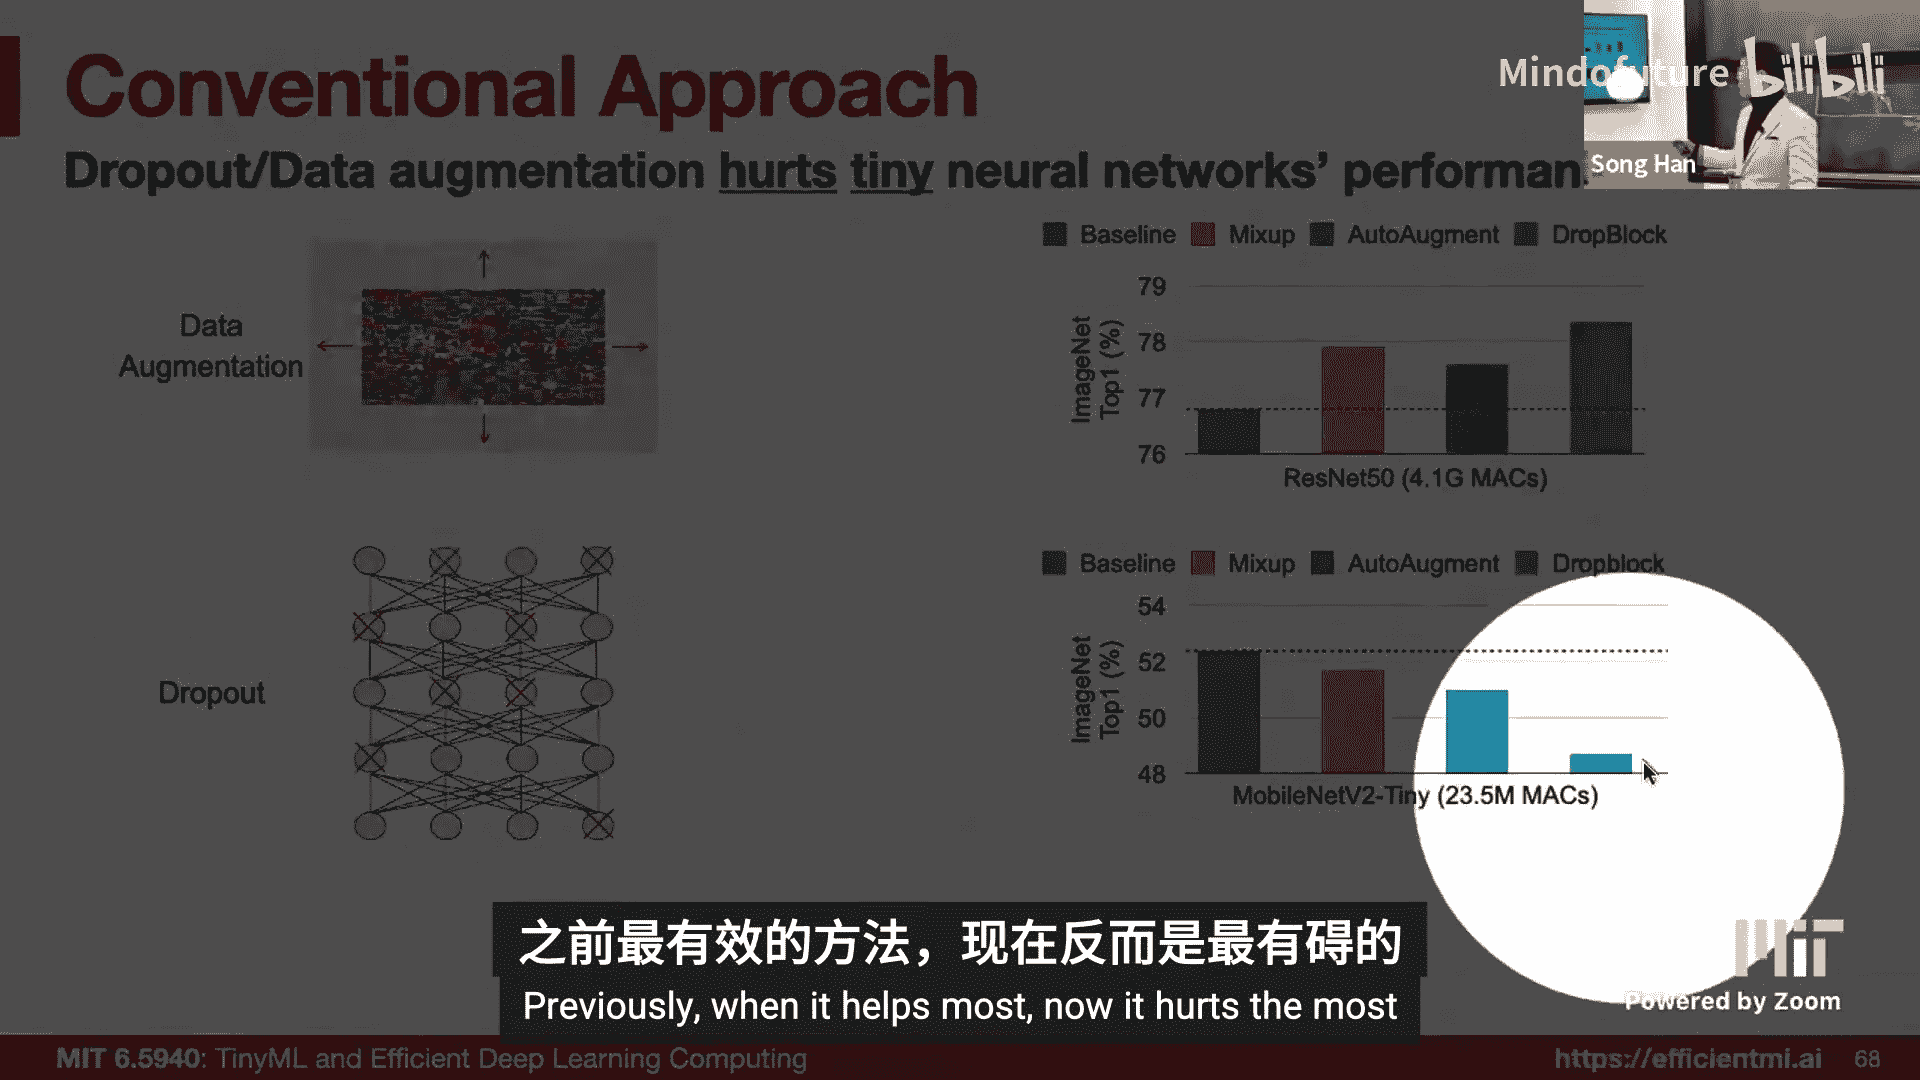 Conventional Approach
Mindofuture bilibili
Song Han
Dropout/Data augmentation hurts tiny neural networks' performan
Data
Augmentation
Baseline Mixup AutoAugment DropBlock
79
78
77
76
ImageNet
Top1 (%)
ResNet50 (4.1G MACs)
Dropout
Baseline Mixup AutoAugment Dropblock
54
52
50
48
ImageNet
Top1 (%)
MobileNetV2-Tiny (23.5M MACs)
之前最有效的方法，现在反而是最有碍的
Previously, when it helps most, now it hurts the most
MiT
Powered by Zoom
MIT 6.5940: TinyML and Efficient Deep Learning Computing
https://efficientml.ai
68